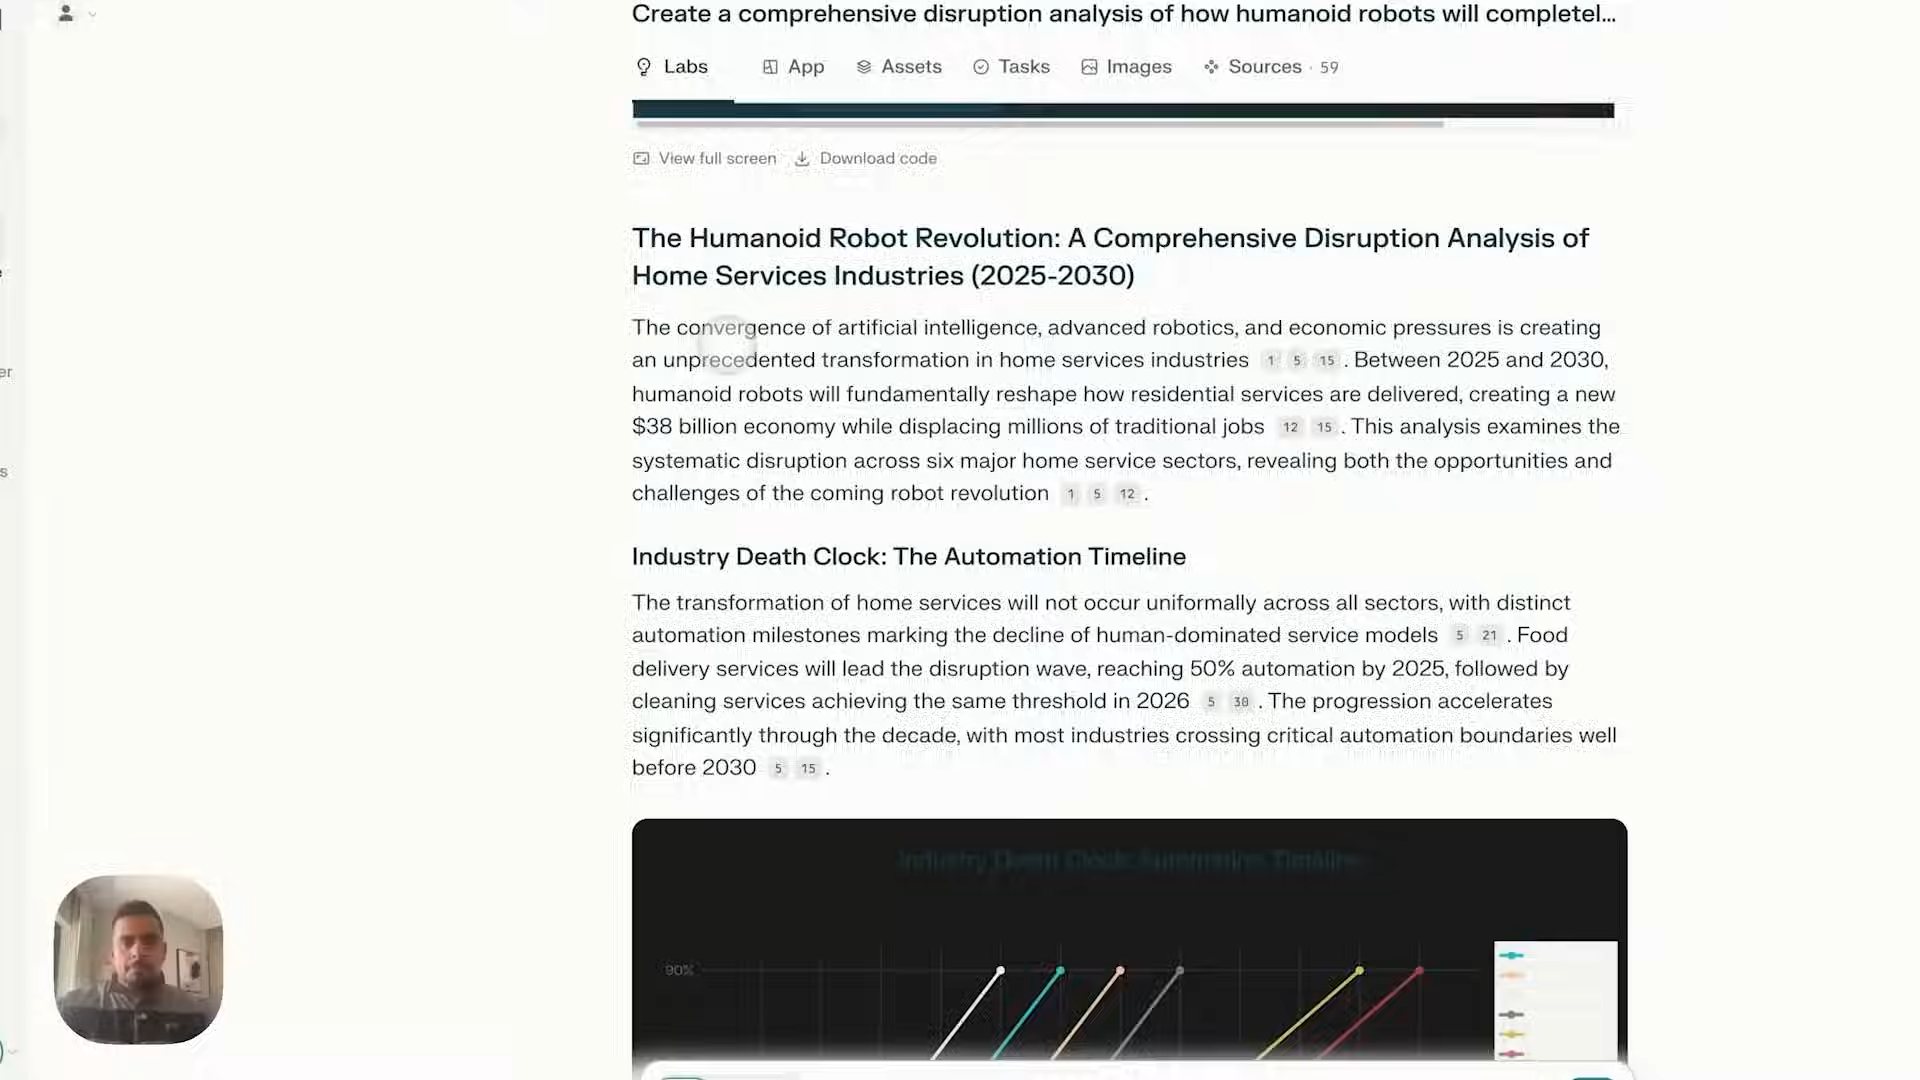 Create a comprehensive disruption analysis of how humanoid robots will completel...
Labs
App
Assets
Tasks
Images
Sources · 59
View full screen
Download code
The Humanoid Robot Revolution: A Comprehensive Disruption Analysis of
Home Services Industries (2025-2030)
The convergence of artificial intelligence, advanced robotics, and economic pressures is creating
an unprecedented transformation in home services industries 1 5 15 . Between 2025 and 2030,
humanoid robots will fundamentally reshape how residential services are delivered, creating a new
$38 billion economy while displacing millions of traditional jobs 12 15 . This analysis examines the
systematic disruption across six major home service sectors, revealing both the opportunities and
challenges of the coming robot revolution 1 5 12 .
Industry Death Clock: The Automation Timeline
The transformation of home services will not occur uniformally across all sectors, with distinct
automation milestones marking the decline of human-dominated service models 5 21 . Food
delivery services will lead the disruption wave, reaching 50% automation by 2025, followed by
cleaning services achieving the same threshold in 2026 5 30 . The progression accelerates
significantly through the decade, with most industries crossing critical automation boundaries well
before 2030 5 15 .
Industry Death Clock: Automation Timeline
90%
er
s